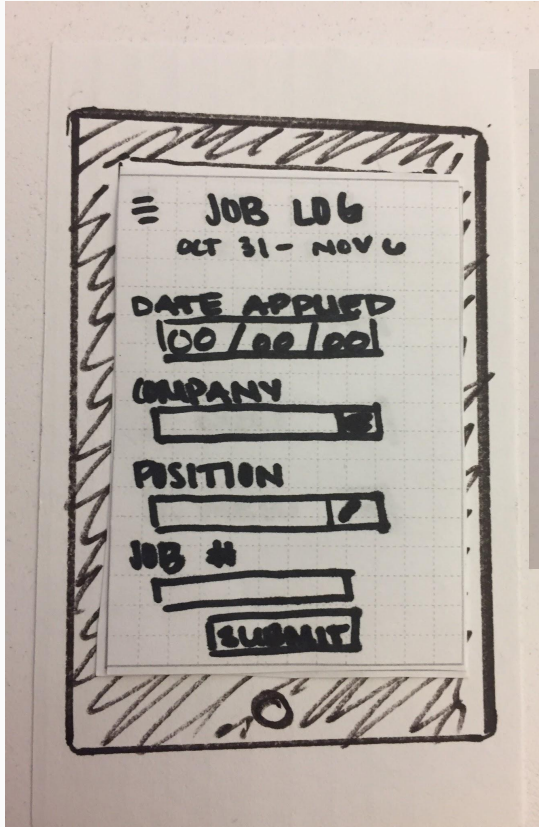 JOB LOG
OCT 31 - NOV 6
DATE APPLIED
00/00/00
COMPANY
POSITION
JOB #
SUBMIT